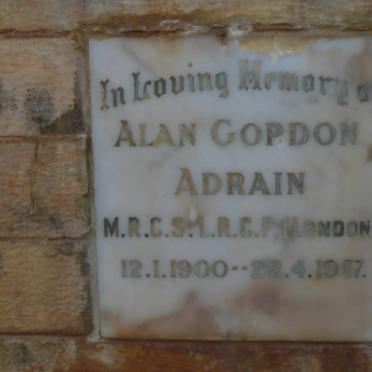 In Loving Memory o
ALAN GORDON
ADRAIN
M.R.C.S. L.R.C.P. (LONDON
12.1.1900--28.4.1947.